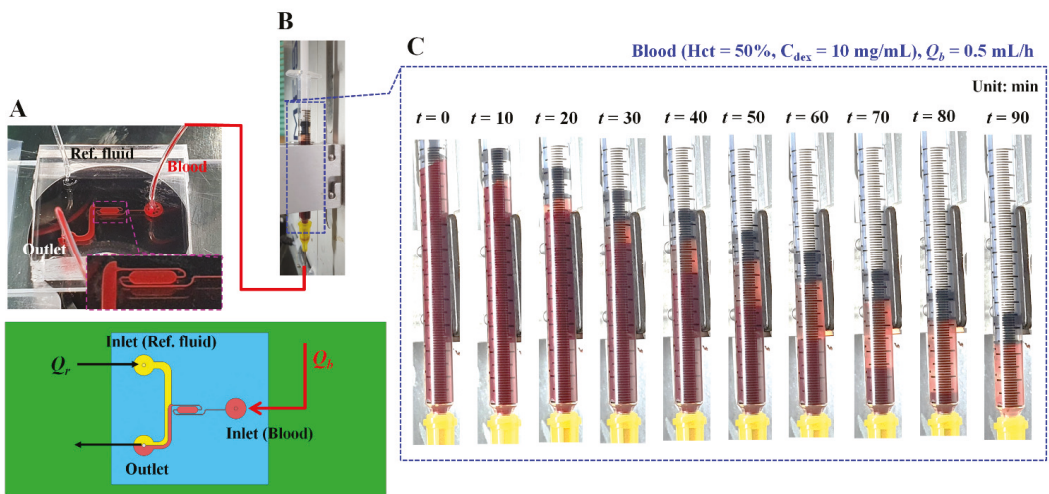 A
Ref. fluid
Blood
Outlet
Inlet (Ref. fluid)
Qr
Qb
Inlet (Blood)
Outlet
B
C
Blood (Hct = 50%, Cdex = 10 mg/mL), Qb = 0.5 mL/h
Unit: min
t = 0 t = 10 t = 20 t = 30 t = 40 t = 50 t = 60 t = 70 t = 80 t = 90